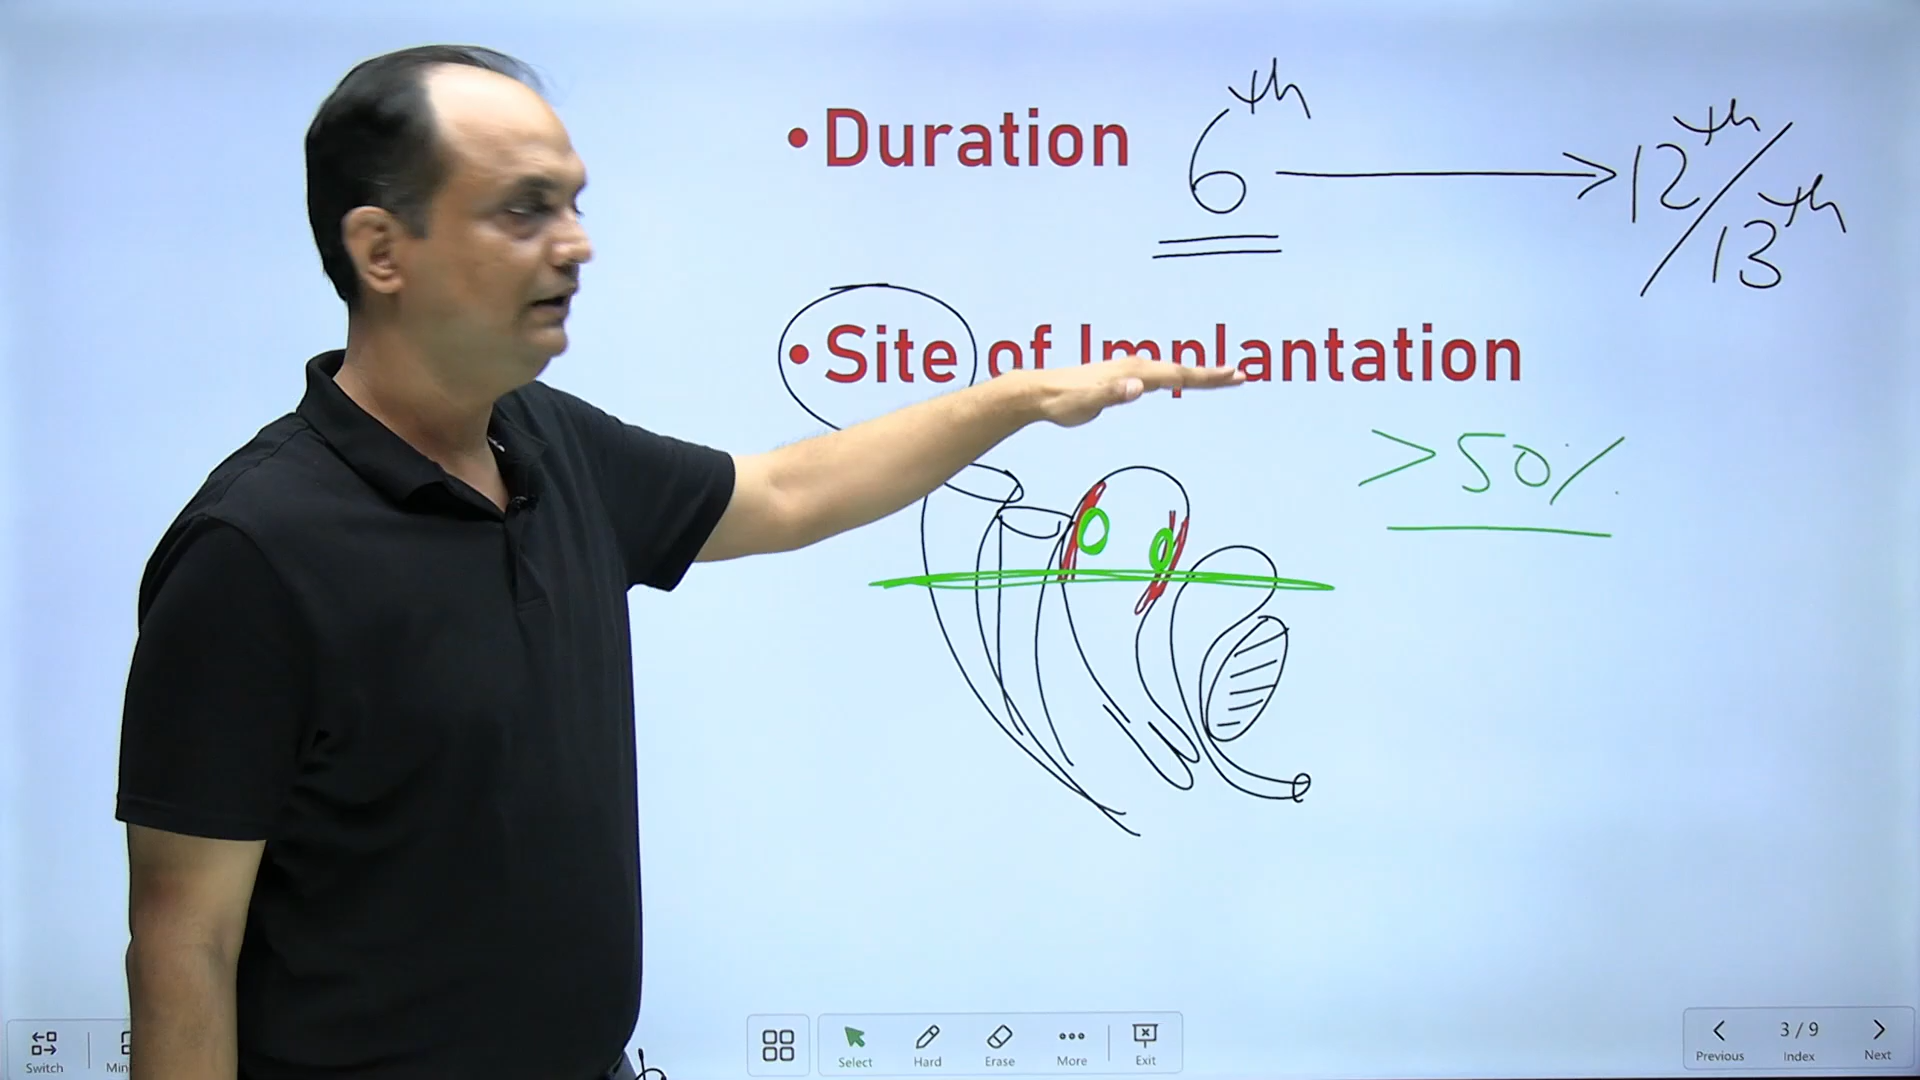 • Duration 6th → 12th/13th
• Site of Implantation
>50%
Switch
Select
Hard
Erase
More
Exit
Previous
3 / 9
Index
Next